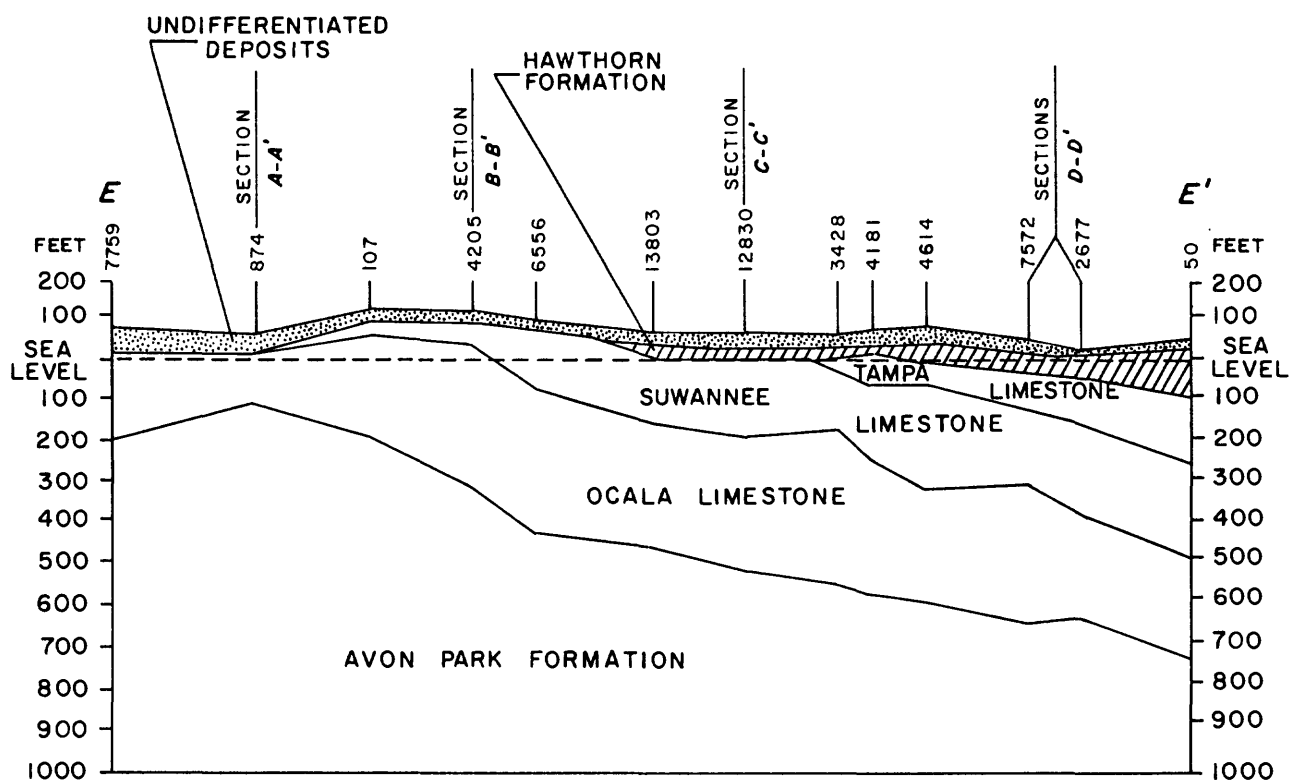 UNDIFFERENTIATED
DEPOSITS
HAWTHORN
FORMATION
SECTION
A-A'
SECTION
B-B'
SECTION
C-C'
SECTIONS
D-D'
E
E'
FEET
7759
874
107
4205
6556
13803
12830
3428
4181
4614
7572
2677
50
FEET
200
100
SEA
LEVEL
100
200
300
400
500
600
700
800
900
1000
200
100
SEA
LEVEL
100
200
300
400
500
600
700
800
900
1000
TAMPA
LIMESTONE
SUWANNEE
LIMESTONE
OCALA LIMESTONE
AVON PARK FORMATION